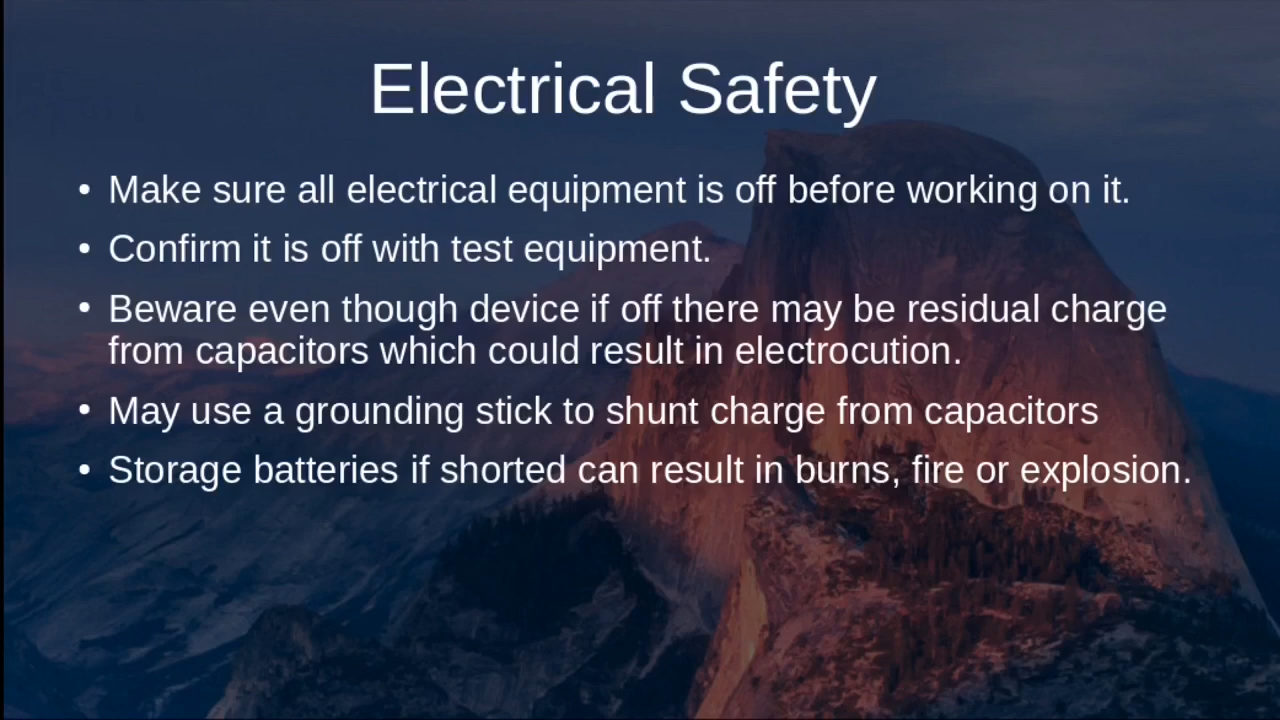 Electrical Safety
• Make sure all electrical equipment is off before working on it.
• Confirm it is off with test equipment.
• Beware even though device if off there may be residual charge
from capacitors which could result in electrocution.
• May use a grounding stick to shunt charge from capacitors
• Storage batteries if shorted can result in burns, fire or explosion.